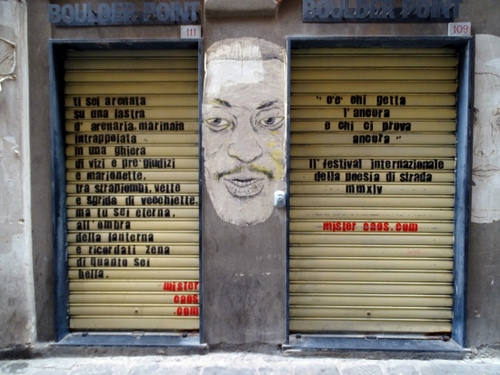 BOULDER POINT
111
ti sei arenata
su una lastra
d' arenaria.marinaia
intrappolata
in una ghiera
di vizi e pre-giudizi
e marionette.
tra strapiombi, vette
e sgrida di vecchiette.
ma tu sei eterna.
all' ombra
della lanterna
e ricordati zena
di quanto sei
bella.
mister
caos
.com
BOULDER POINT
109
" c'e' chi getta
l' ancora
e chi ci prova
ancora "
II° festival internazionale
della poesia di strada
mmxiv
mister caos.com